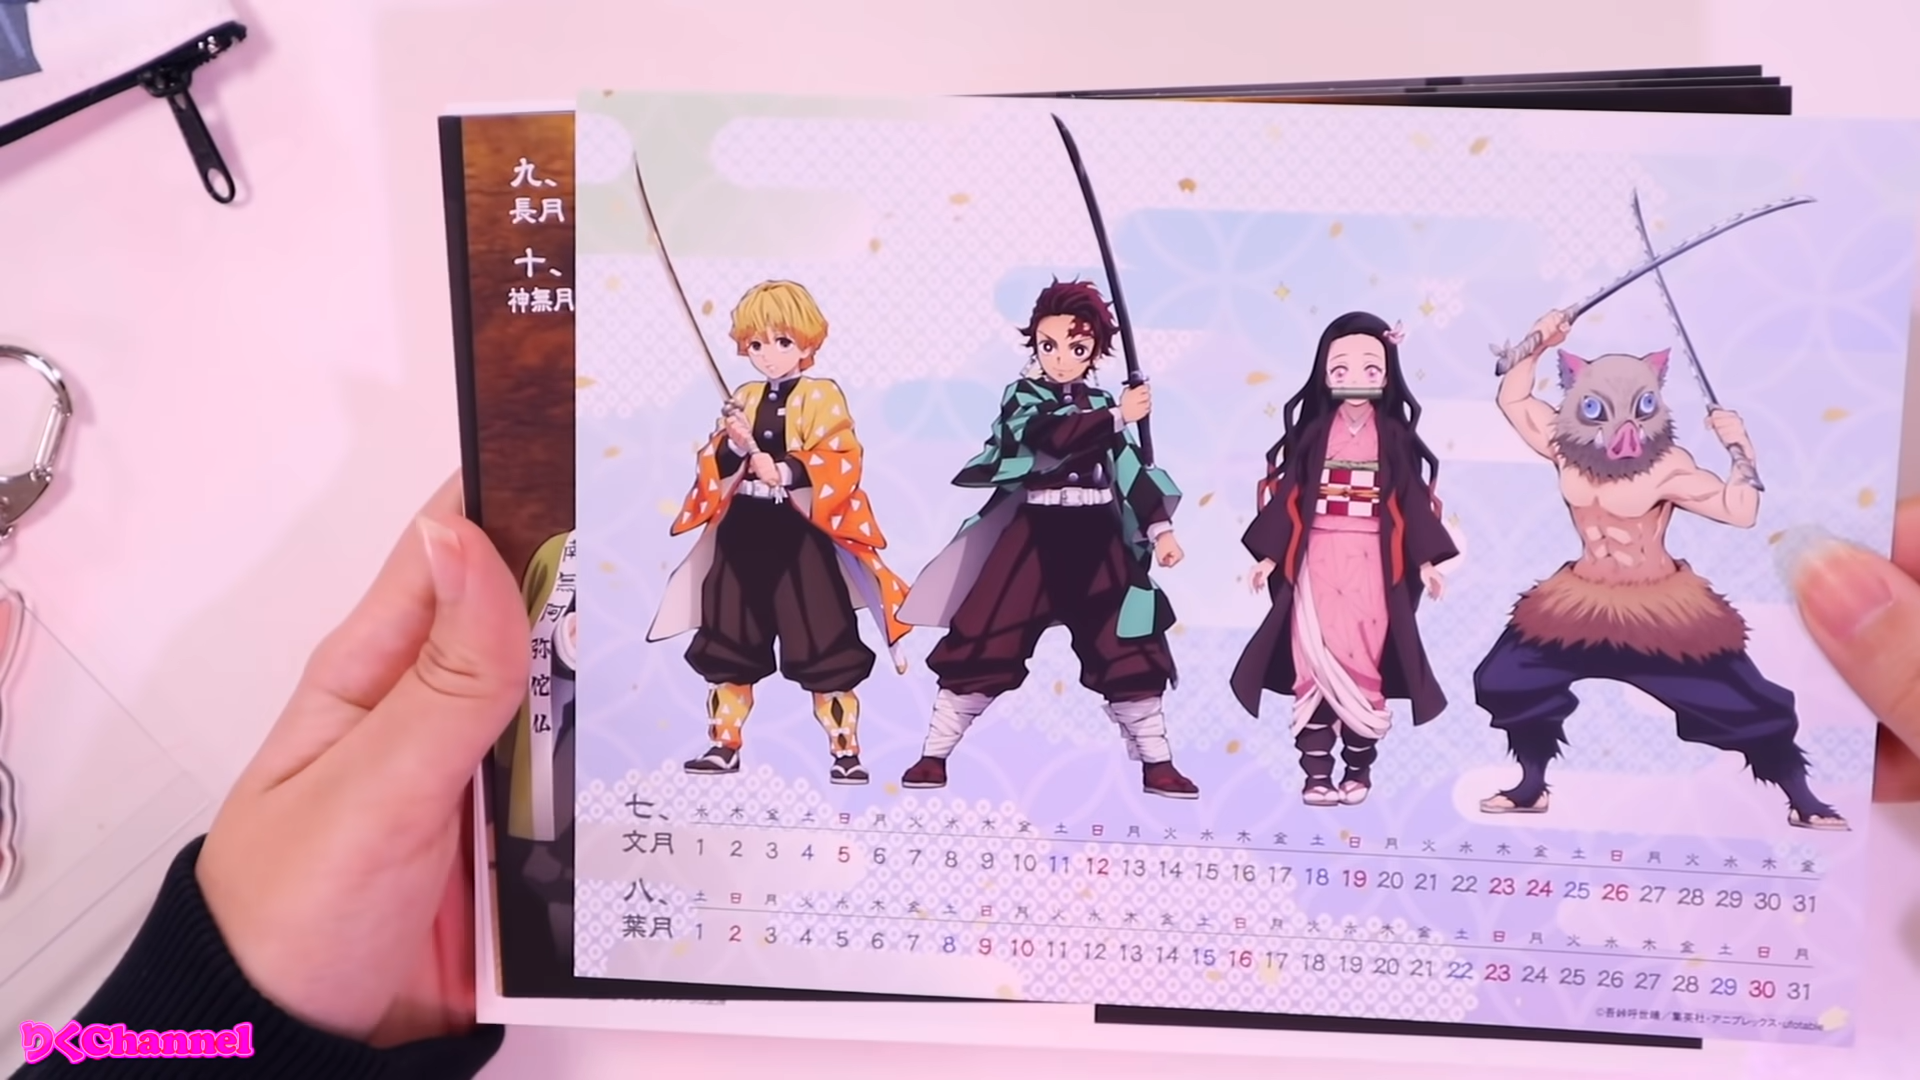 九、
長月
十、
神無月
南
無
阿
弥
陀
仏
七、
水 木 金 土 日 月 火 水 木 金 土 日 月 火 水 木 金 土 日 月 火 水 木 金 土 日 月 火 水 木 金
文月 1 2 3 4 5 6 7 8 9 10 11 12 13 14 15 16 17 18 19 20 21 22 23 24 25 26 27 28 29 30 31
八、
土 日 月 火 水 木 金 土 日 月 火 水 木 金 土 日 月 火 水 木 金 土 日 月 火 水 木 金 土 日 月
葉月 1 2 3 4 5 6 7 8 9 10 11 12 13 14 15 16 17 18 19 20 21 22 23 24 25 26 27 28 29 30 31
©吾峠呼世晴／集英社・アニプレックス・ufotable
DK Channel